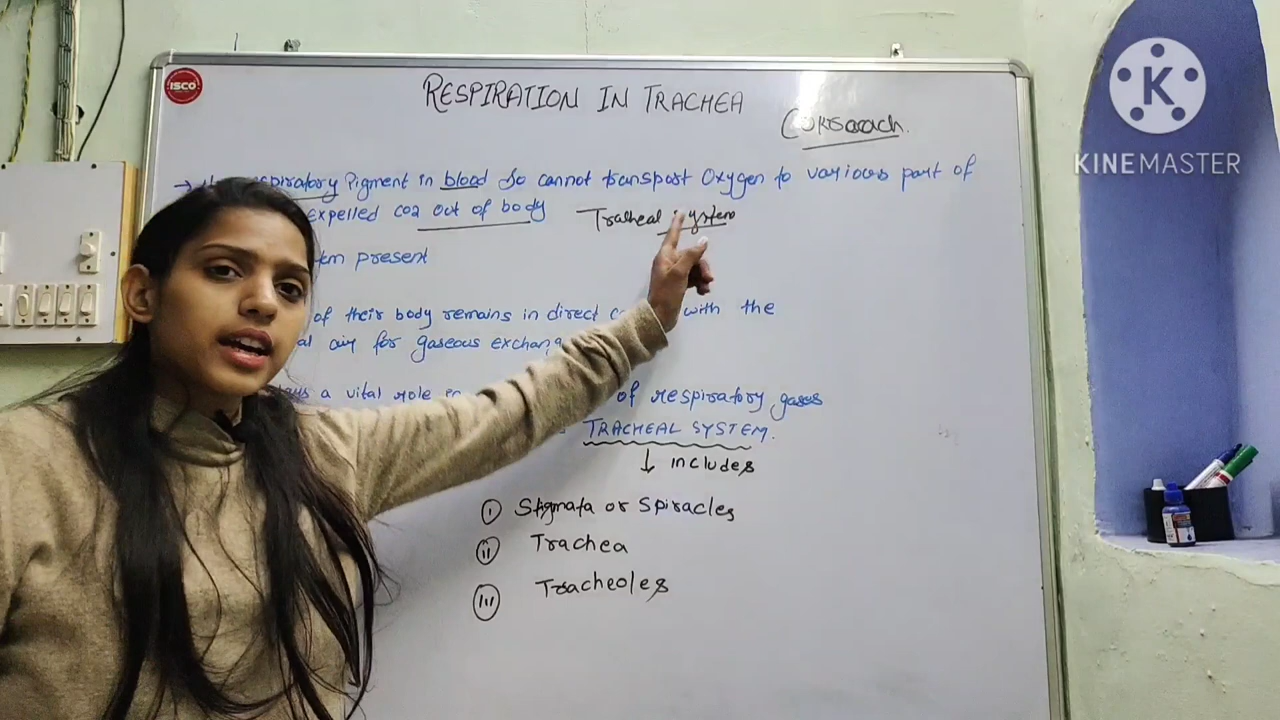 ISCO
RESPIRATION IN TRACHEA
Cockroach.
K
KINEMASTER
→ No respiratory Pigment in blood So cannot transport Oxygen to various part of
expelled co2 out of body
Tracheal system
present
of their body remains in direct with the
air for gaseous
a vital role of respiratory gases
TRACHEAL SYSTEM.
↓ includes
(i) Stigmata or Spiracles
(ii) Trachea
(iii) Tracheoles